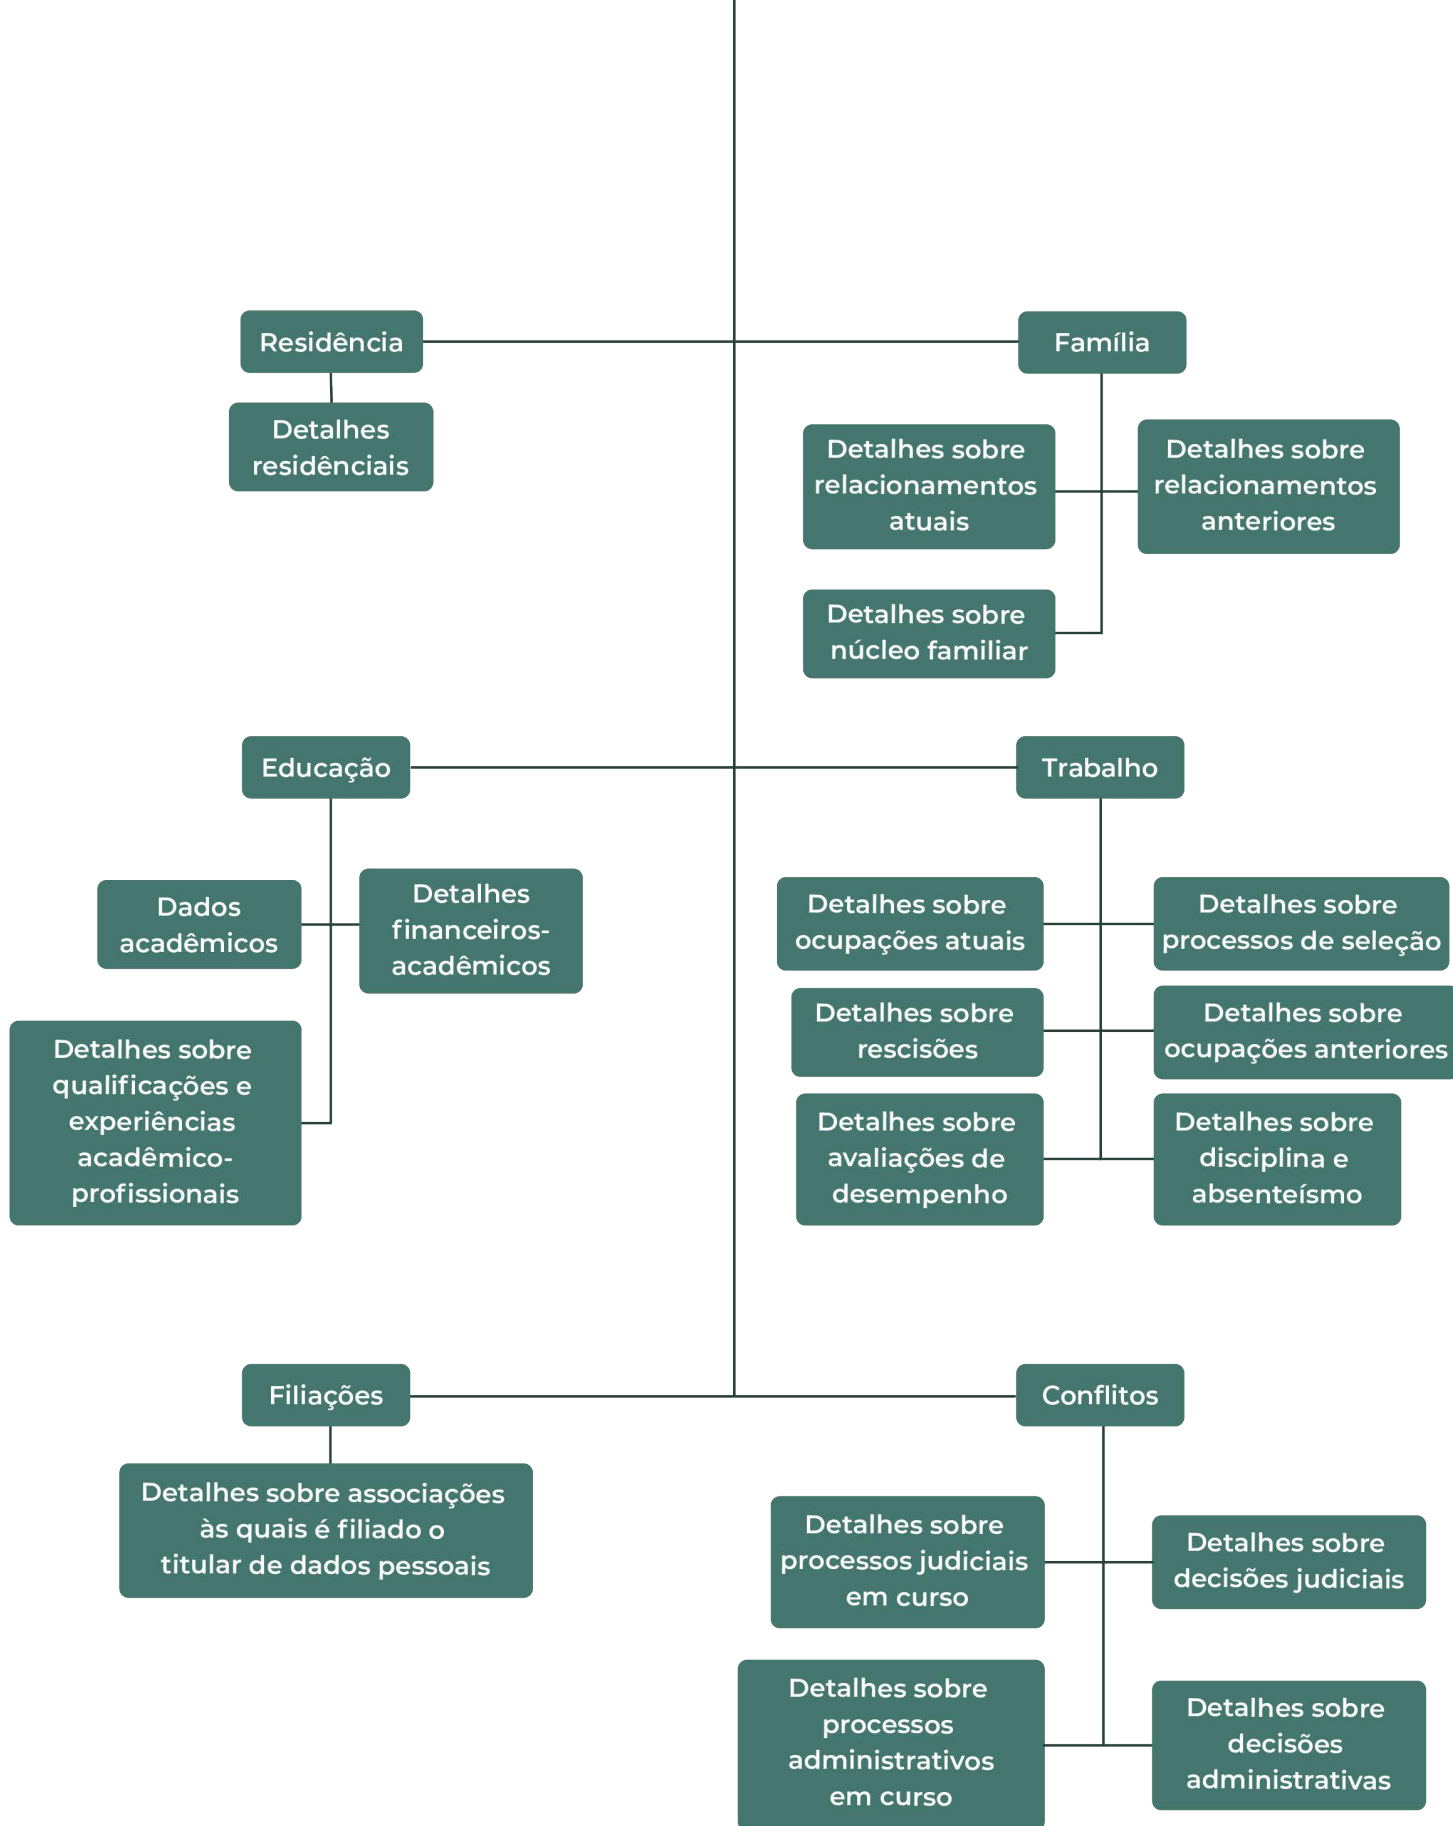 Residência
Detalhes
residênciais
Família
Detalhes sobre
relacionamentos
atuais
Detalhes sobre
relacionamentos
anteriores
Detalhes sobre
núcleo familiar
Educação
Dados
acadêmicos
Detalhes
financeiros-
acadêmicos
Detalhes sobre
qualificações e
experiências
acadêmico-
profissionais
Trabalho
Detalhes sobre
ocupações atuais
Detalhes sobre
processos de seleção
Detalhes sobre
rescisões
Detalhes sobre
ocupações anteriores
Detalhes sobre
avaliações de
desempenho
Detalhes sobre
disciplina e
absenteísmo
Filiações
Detalhes sobre associações
às quais é filiado o
titular de dados pessoais
Conflitos
Detalhes sobre
processos judiciais
em curso
Detalhes sobre
decisões judiciais
Detalhes sobre
processos
administrativos
em curso
Detalhes sobre
decisões
administrativas